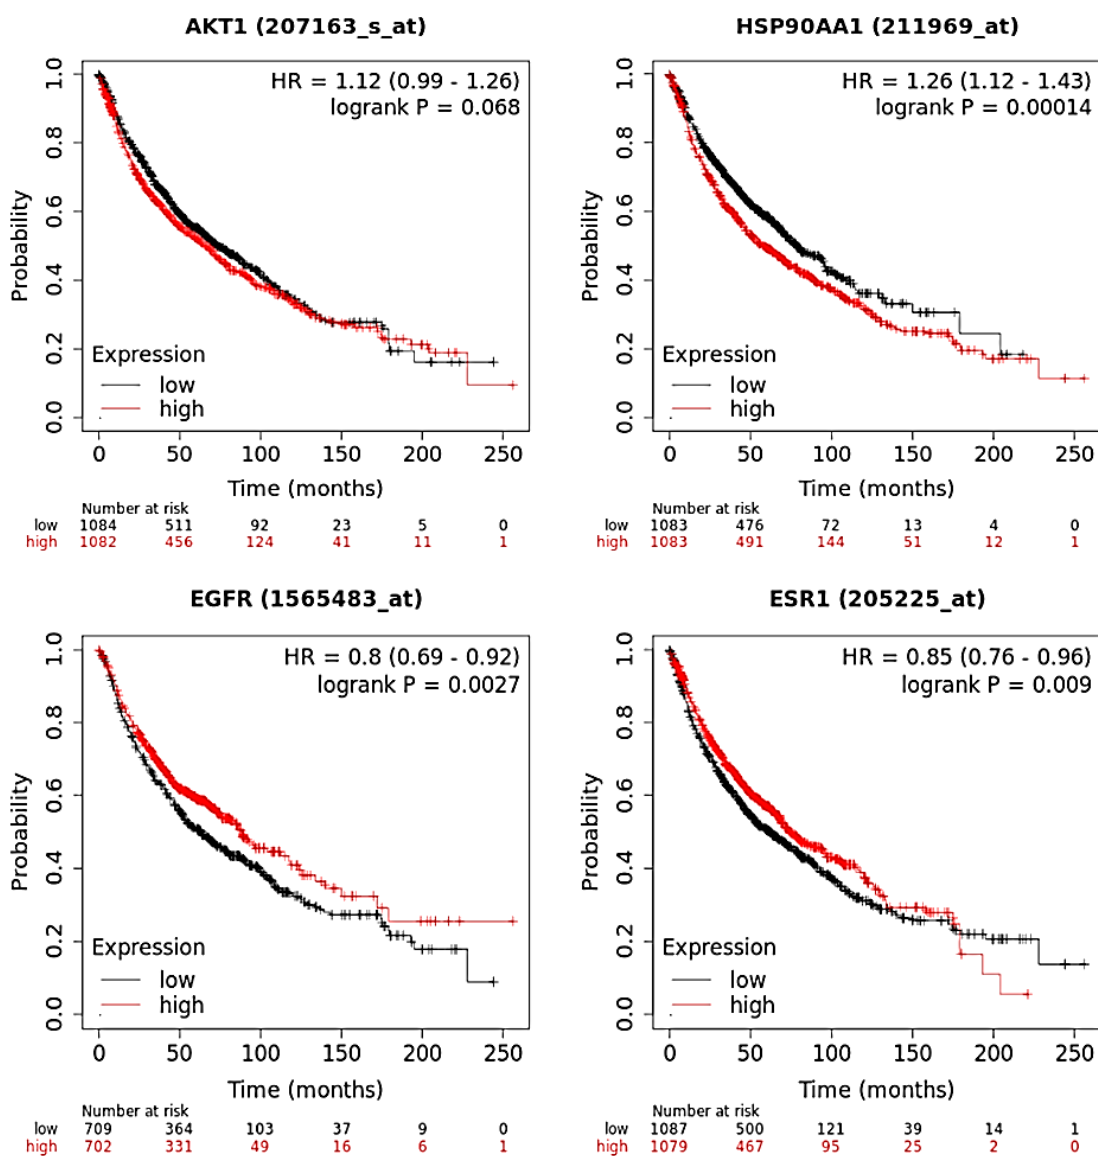 AKT1 (207163_s_at)
HR = 1.12 (0.99 - 1.26)
logrank P = 0.068
Probability
0.0 0.2 0.4 0.6 0.8 1.0
Expression
low
high
0 50 100 150 200 250
Time (months)
Number at risk
low 1084 511 92 23 5 0
high 1082 456 124 41 11 1
HSP90AA1 (211969_at)
HR = 1.26 (1.12 - 1.43)
logrank P = 0.00014
Probability
0.0 0.2 0.4 0.6 0.8 1.0
Expression
low
high
0 50 100 150 200 250
Time (months)
Number at risk
low 1083 476 72 13 4 0
high 1083 491 144 51 12 1
EGFR (1565483_at)
HR = 0.8 (0.69 - 0.92)
logrank P = 0.0027
Probability
0.0 0.2 0.4 0.6 0.8 1.0
Expression
low
high
0 50 100 150 200 250
Time (months)
Number at risk
low 709 364 103 37 9 0
high 702 331 49 16 6 1
ESR1 (205225_at)
HR = 0.85 (0.76 - 0.96)
logrank P = 0.009
Probability
0.0 0.2 0.4 0.6 0.8 1.0
Expression
low
high
0 50 100 150 200 250
Time (months)
Number at risk
low 1087 500 121 39 14 1
high 1079 467 95 25 2 0